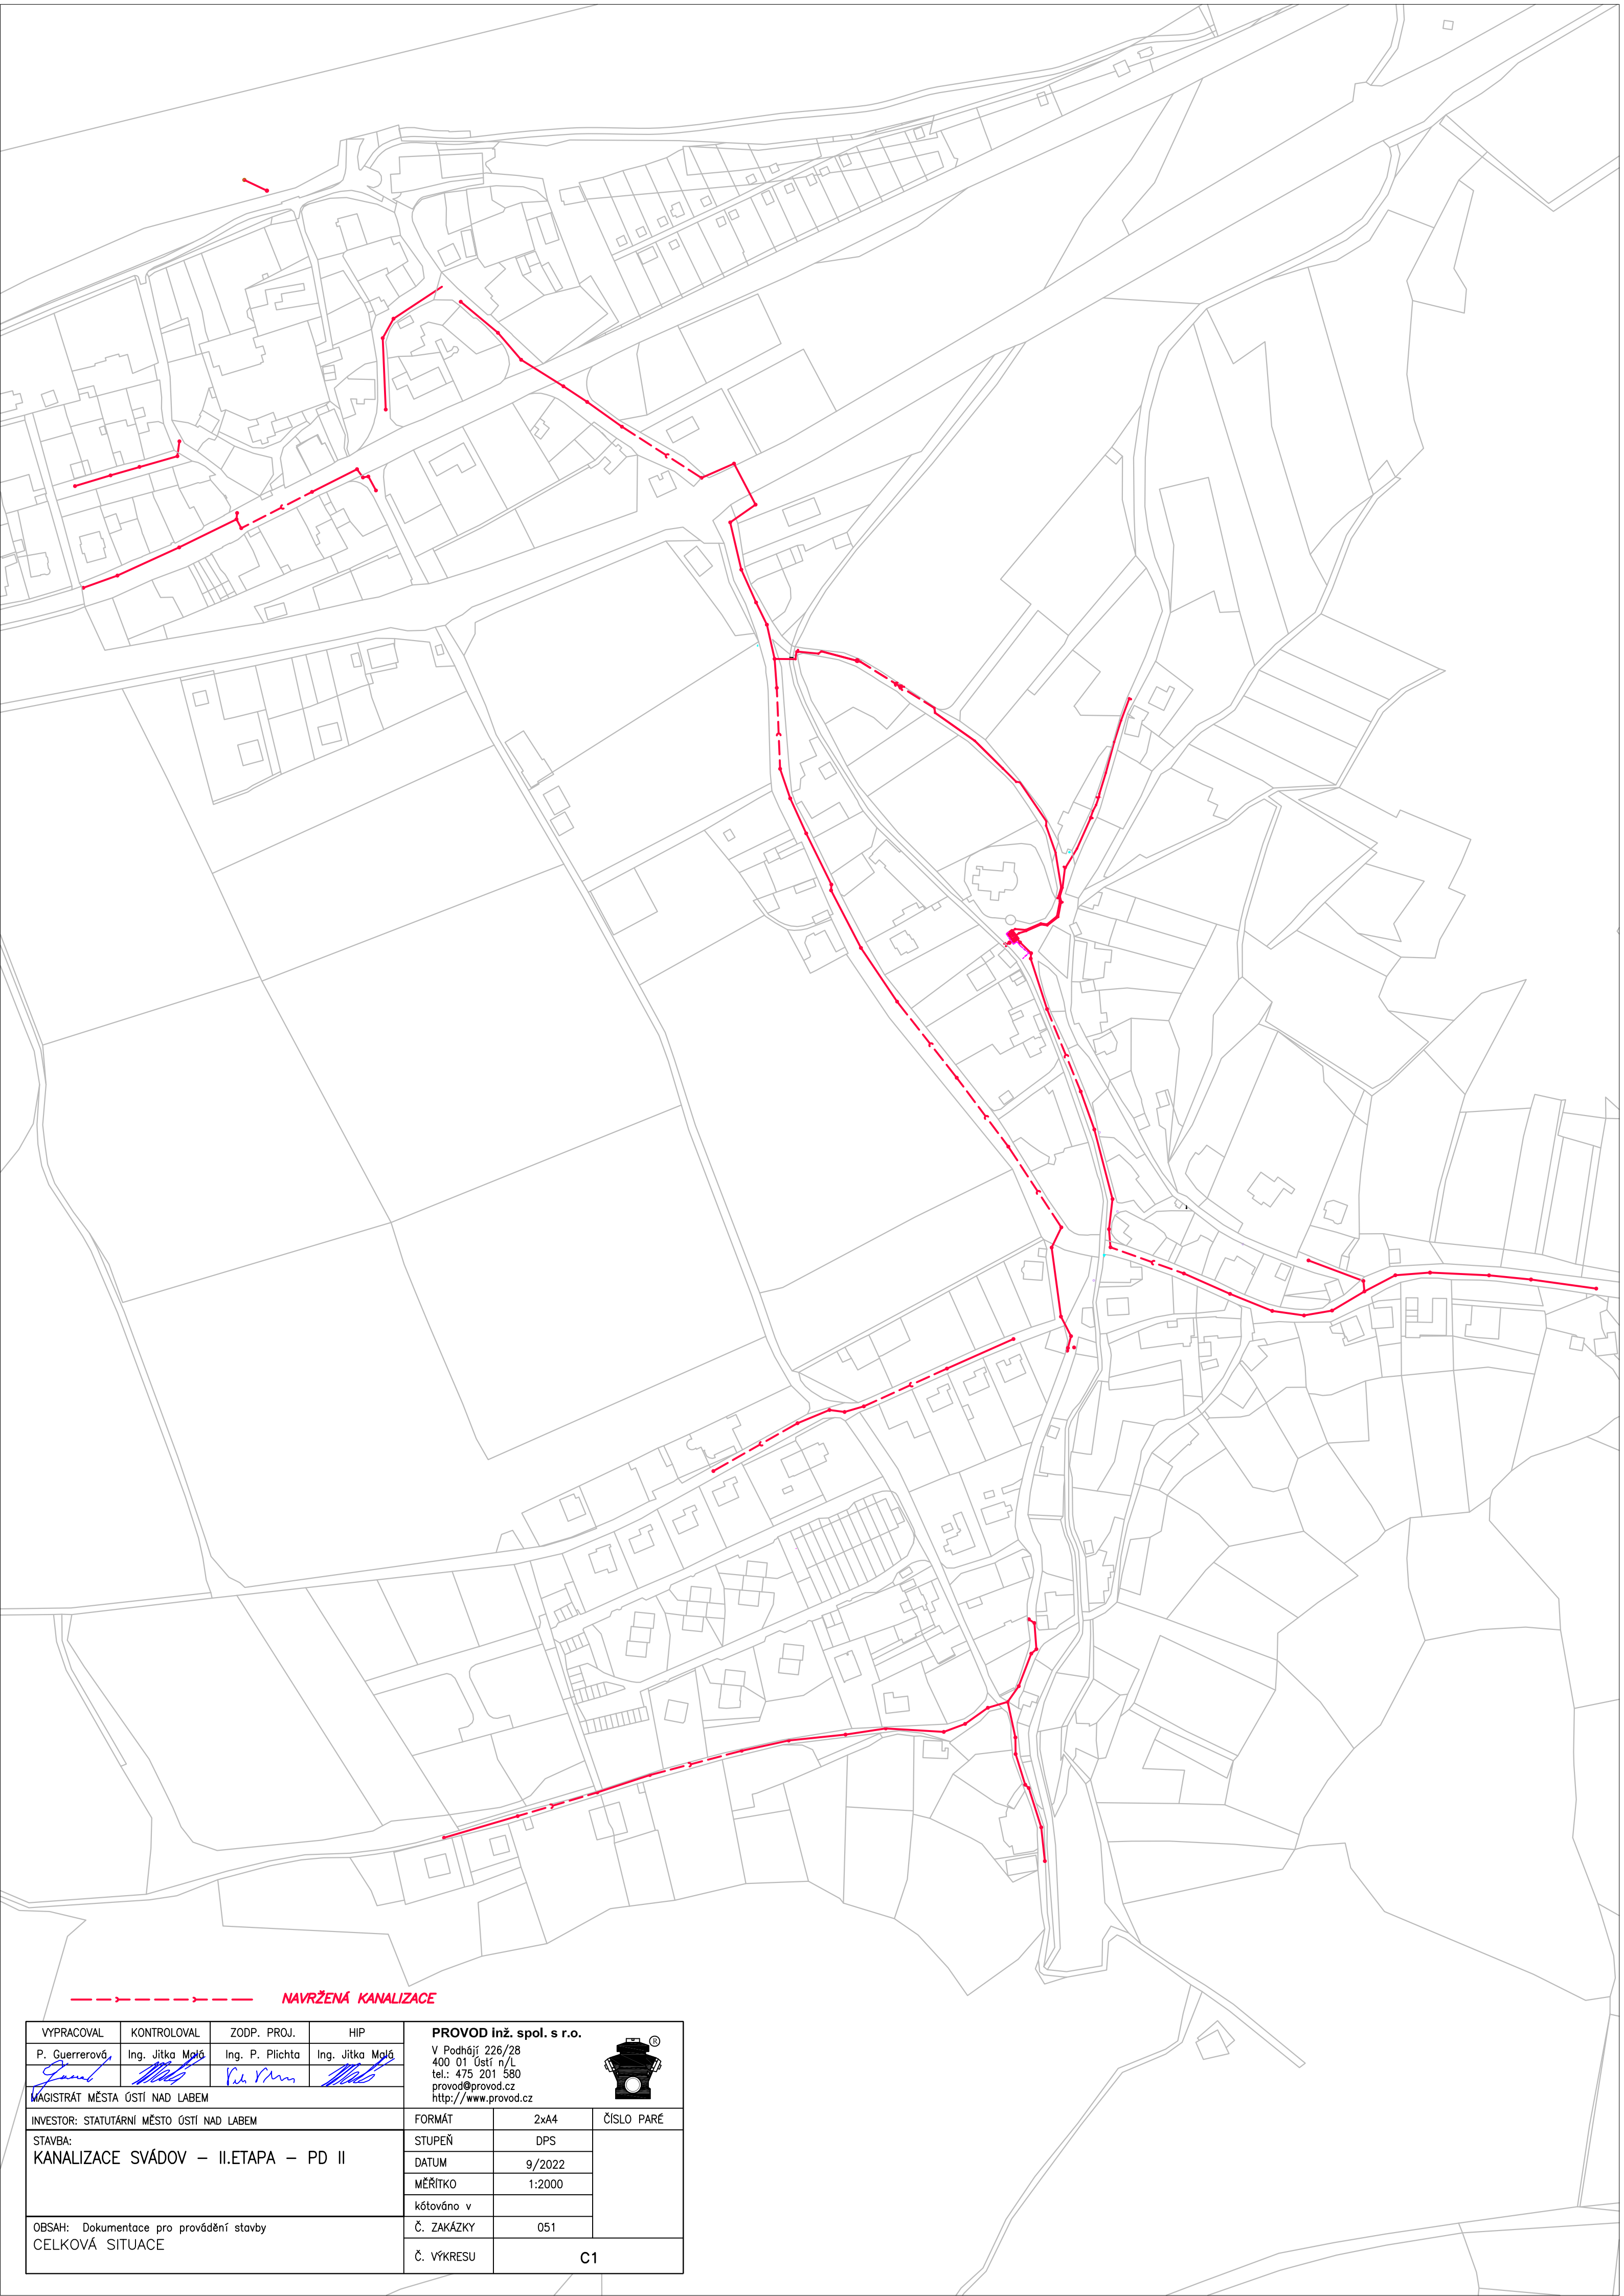 NAVRŽENÁ KANALIZACE
VYPRACOVAL KONTROLOVAL ZODP. PROJ. HIP
P. Guerrerová Ing. Jitka Malá Ing. P. Plichta Ing. Jitka Malá
MAGISTRÁT MĚSTA ÚSTÍ NAD LABEM
INVESTOR: STATUTÁRNÍ MĚSTO ÚSTÍ NAD LABEM
STAVBA:
KANALIZACE SVÁDOV – II.ETAPA – PD II
OBSAH: Dokumentace pro provádění stavby
CELKOVÁ SITUACE
PROVOD inž. spol. s r.o.
V Podhájí 226/28
400 01 Ústí n/L
tel.: 475 201 580
provod@provod.cz
http://www.provod.cz
®
FORMÁT 2xA4 ČÍSLO PARÉ
STUPEŇ DPS
DATUM 9/2022
MĚŘÍTKO 1:2000
kótováno v
Č. ZAKÁZKY 051
Č. VÝKRESU C1